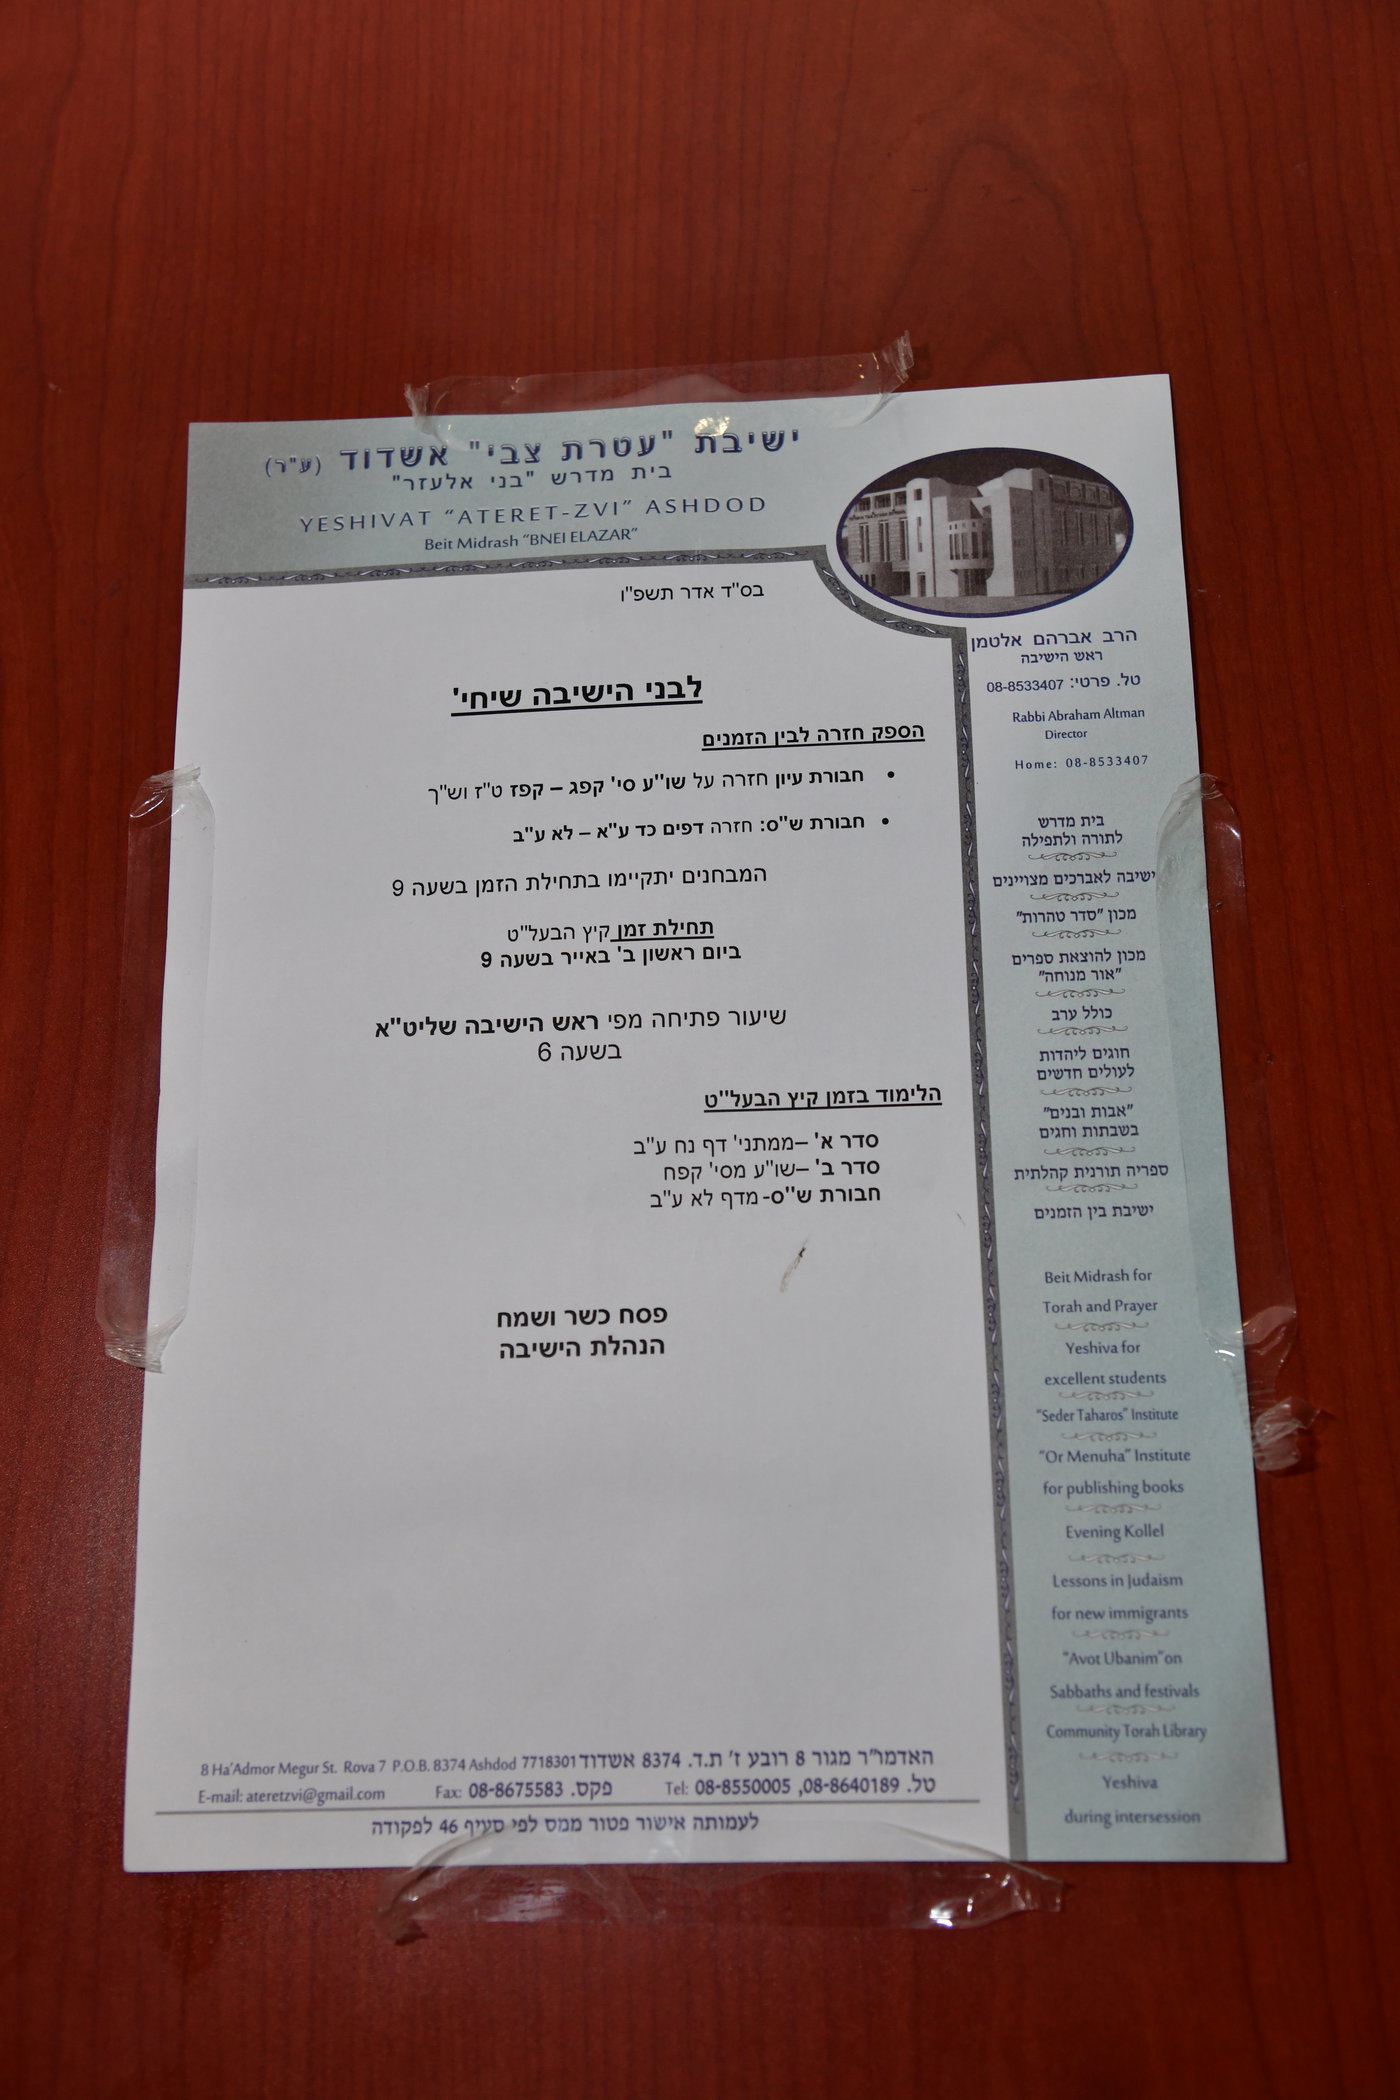 ישיבת "עטרת צבי" אשדוד (ע"ר)
בית מדרש "בני אלעזר"
YESHIVAT "ATERET-ZVI" ASHDOD
Beit Midrash "BNEI ELAZAR"
בס"ד אדר תשפ"ו
לבני הישיבה שיחי'
הספק חזרה לבין הזמנים
• חבורת עיון חזרה על שו"ע סי' קפג – קפז ט"ז וש"ך
• חבורת ש"ס: חזרה דפים כד ע"א – לא ע"ב
המבחנים יתקיימו בתחילת הזמן בשעה 9
תחילת זמן קיץ הבעל"ט
ביום ראשון ב' באייר בשעה 9
שיעור פתיחה מפי ראש הישיבה שליט"א
בשעה 6
הלימוד בזמן קיץ הבעל"ט
סדר א' –ממתני' דף נח ע"ב
סדר ב' –שו"ע מסי' קפח
חבורת ש"ס- מדף לא ע"ב
פסח כשר ושמח
הנהלת הישיבה
הרב אברהם אלטמן
ראש הישיבה
טל. פרטי: 08-8533407
Rabbi Abraham Altman
Director
Home: 08-8533407
בית מדרש
לתורה ולתפילה
ישיבה לאברכים מצויינים
מכון "סדר טהרות"
מכון להוצאת ספרים
"אור מנוחה"
כולל ערב
חוגים ליהדות
לעולים חדשים
"אבות ובנים"
בשבתות וחגים
ספריה תורנית קהלתית
ישיבת בין הזמנים
Beit Midrash for
Torah and Prayer
Yeshiva for
excellent students
"Seder Taharos" Institute
"Or Menuha" Institute
for publishing books
Evening Kollel
Lessons in Judaism
for new immigrants
"Avot Ubanim" on
Sabbaths and festivals
Community Torah Library
Yeshiva
during intersession
8 Ha'Admor Megur St. Rova 7 P.O.B. 8374 Ashdod 7718301 האדמו"ר מגור 8 רובע ז' ת.ד. 8374 אשדוד
E-mail: ateretzvi@gmail.com Fax: 08-8675583 .פקס Tel: 08-8550005, 08-8640189 .טל
לעמותה אישור פטור ממס לפי סעיף 46 לפקודה